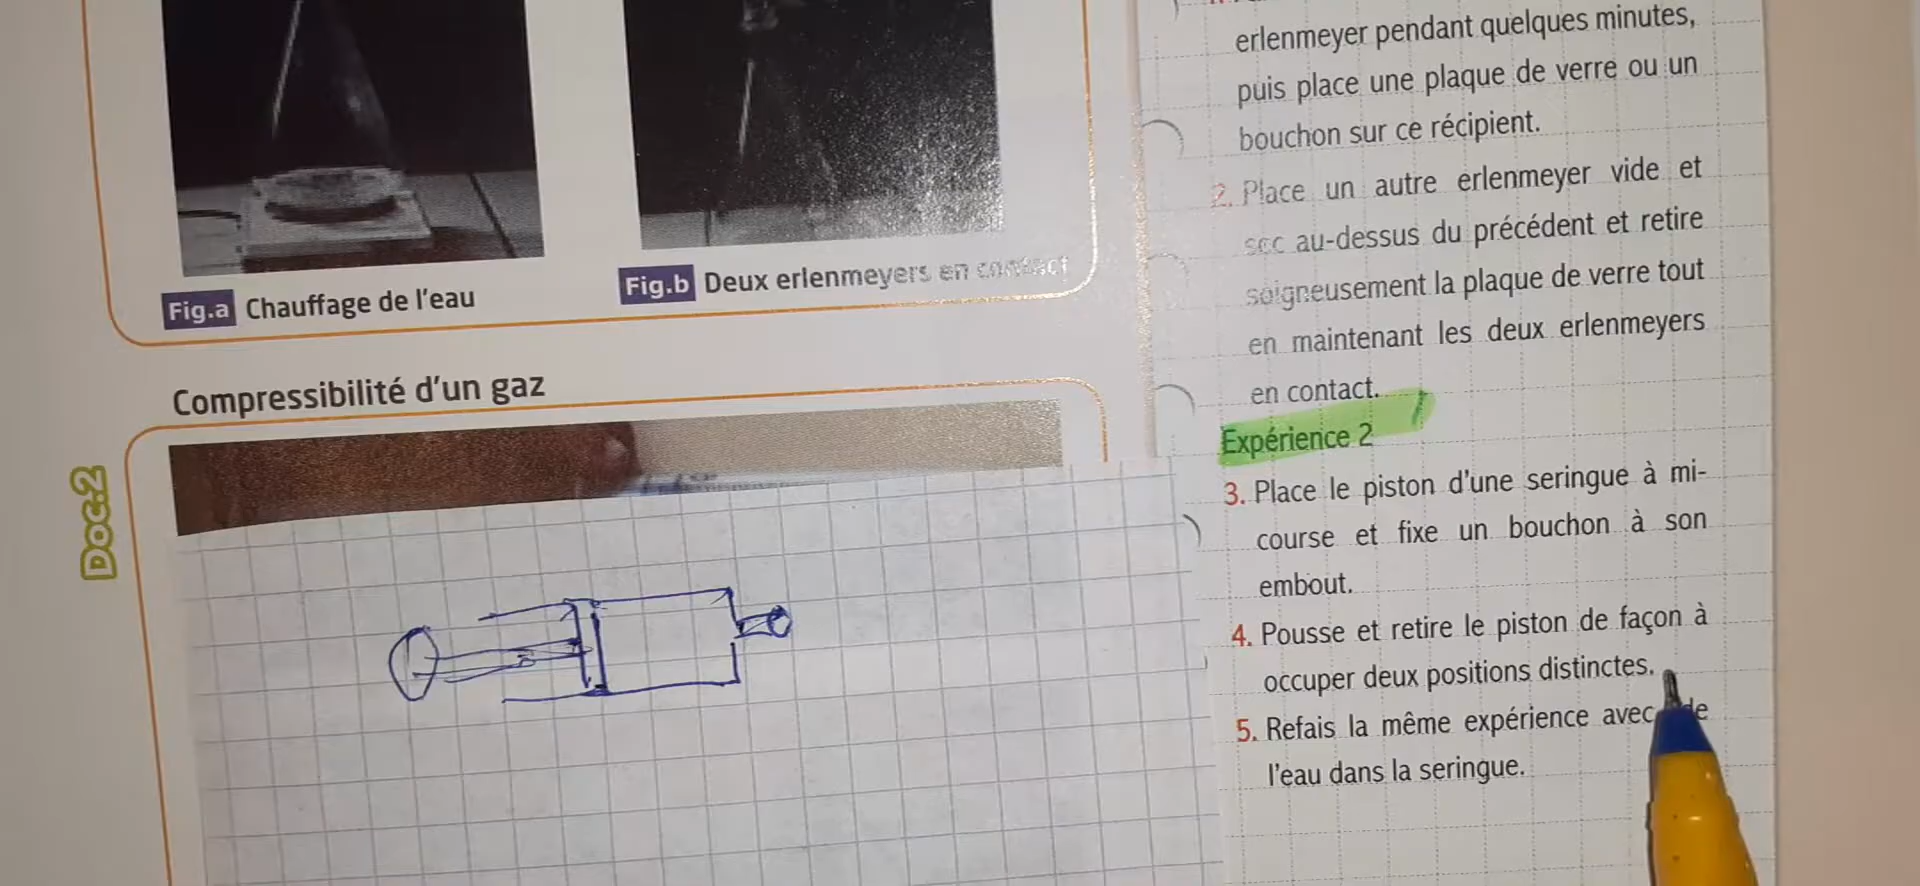 erlenmeyer pendant quelques minutes,
puis place une plaque de verre ou un
bouchon sur ce récipient.
2. Place un autre erlenmeyer vide et
sec au-dessus du précédent et retire
soigneusement la plaque de verre tout
en maintenant les deux erlenmeyers
en contact.
Fig.a Chauffage de l'eau
Fig.b Deux erlenmeyers en contact
Compressibilité d'un gaz
Doc.2
Expérience 2
3. Place le piston d'une seringue à mi-
course et fixe un bouchon à son
embout.
4. Pousse et retire le piston de façon à
occuper deux positions distinctes.
5. Refais la même expérience avec de
l'eau dans la seringue.